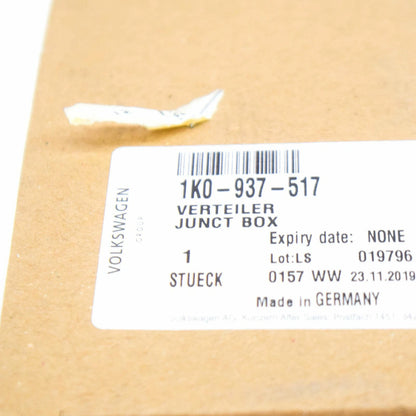 1K0-937-517
VERTEILER
JUNCT BOX
Expiry date: NONE
1 Lot:LS 019796
STUECK 0157 WW 23.11.2019
Made in GERMANY
VOLKSWAGEN
GROUP